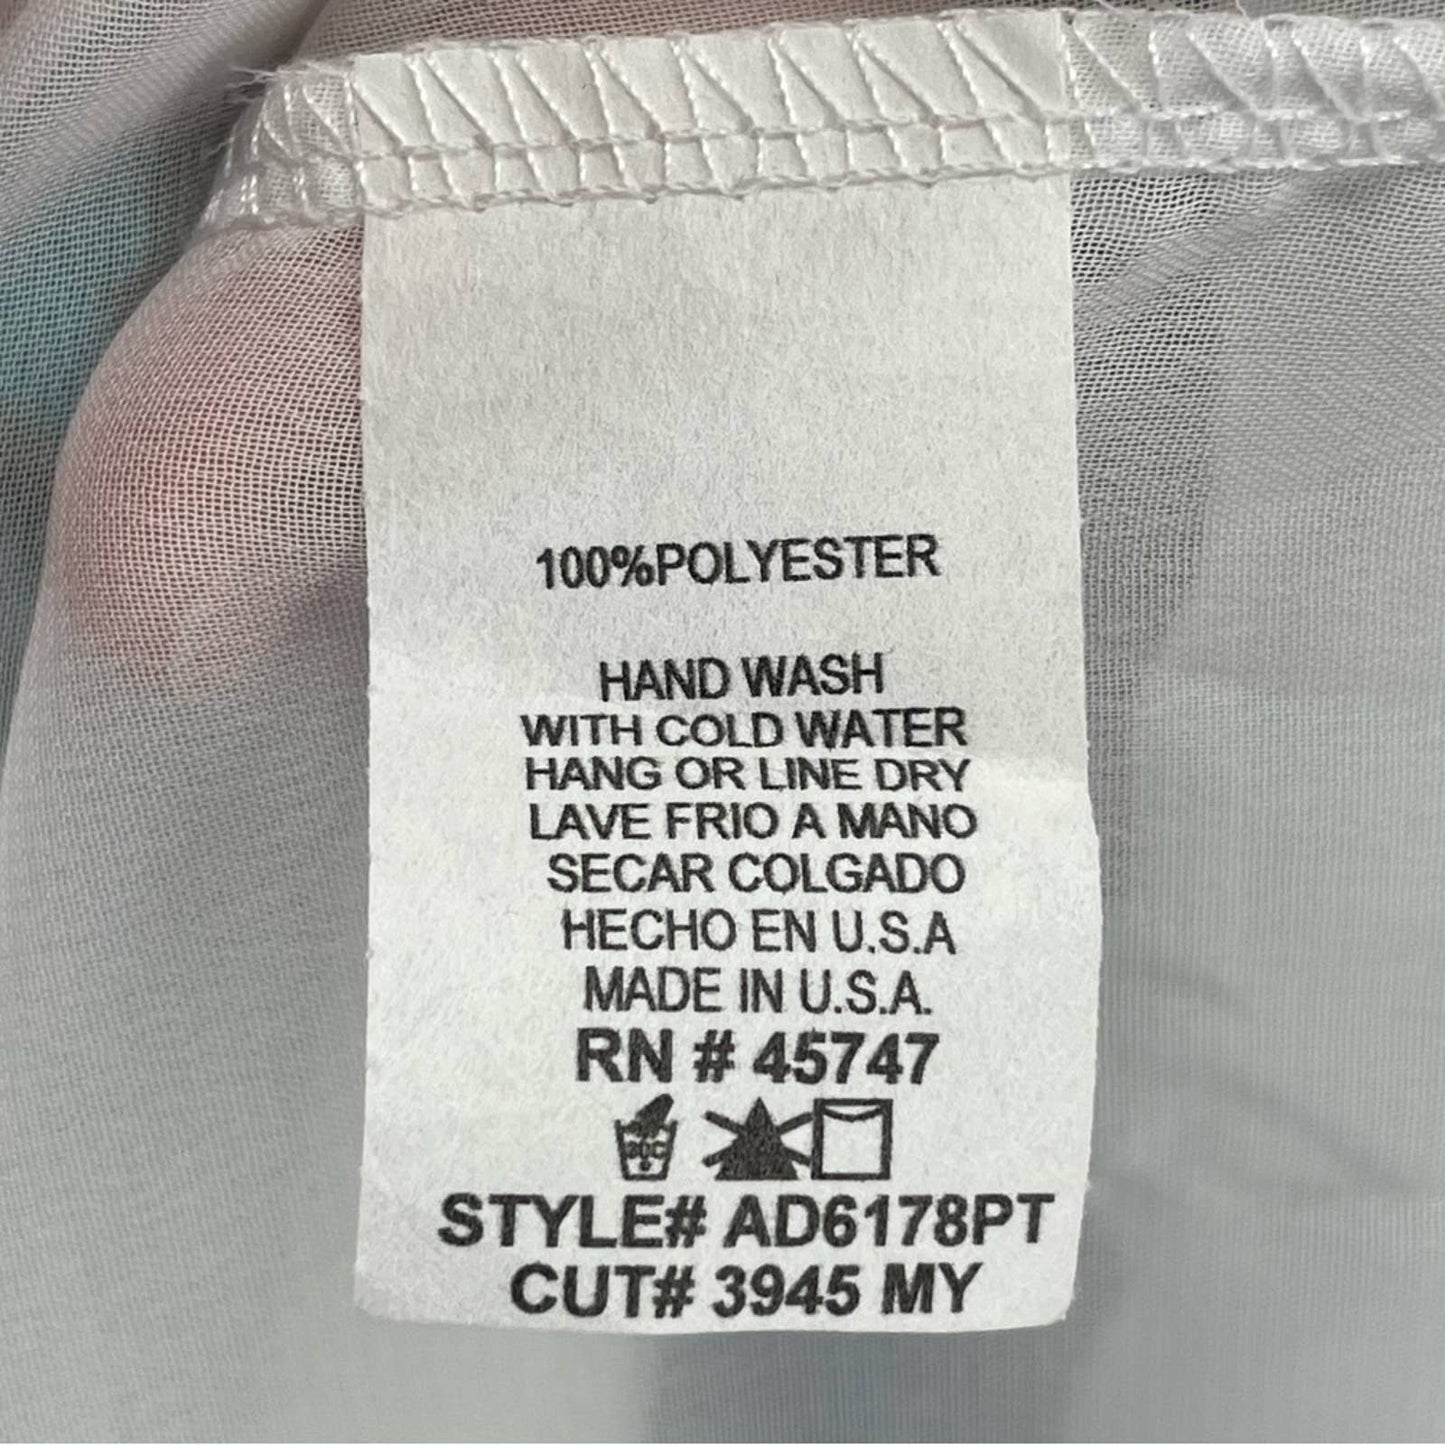 100%POLYESTER
HAND WASH
WITH COLD WATER
HANG OR LINE DRY
LAVE FRIO A MANO
SECAR COLGADO
HECHO EN U.S.A
MADE IN U.S.A.
RN # 45747
30C
STYLE# AD6178PT
CUT# 3945 MY